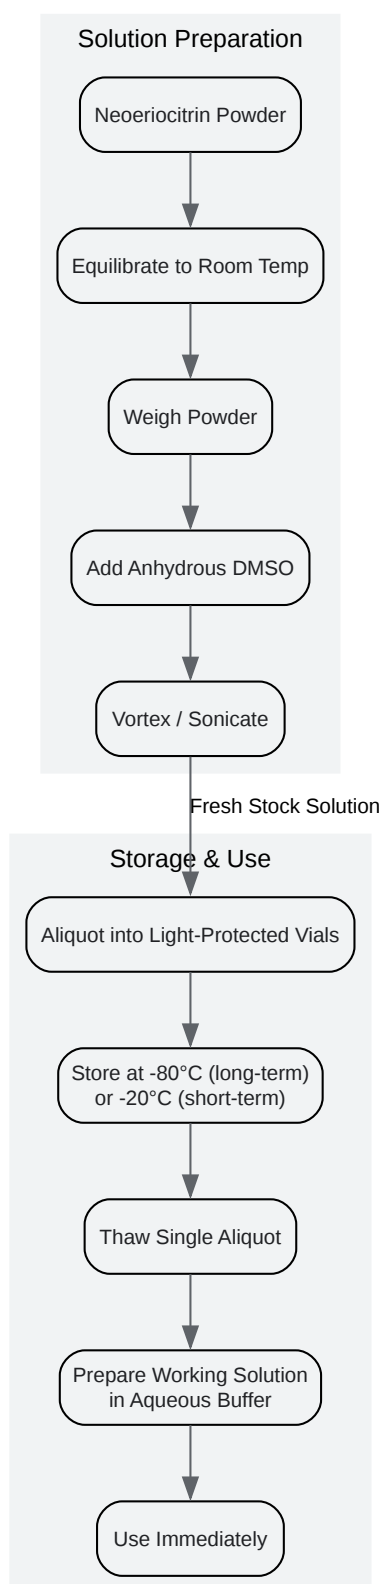 Solution Preparation
Neoeriocitrin Powder
Equilibrate to Room Temp
Weigh Powder
Add Anhydrous DMSO
Vortex / Sonicate
Fresh Stock Solution
Storage & Use
Aliquot into Light-Protected Vials
Store at -80°C (long-term)
or -20°C (short-term)
Thaw Single Aliquot
Prepare Working Solution
in Aqueous Buffer
Use Immediately